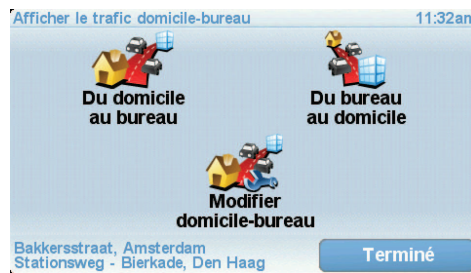 Afficher le trafic domicile-bureau 11:32am
Du domicile
au bureau
Du bureau
au domicile
Modifier
domicile-bureau
Bakkersstraat, Amsterdam
Stationsweg - Bierkade, Den Haag
Terminé